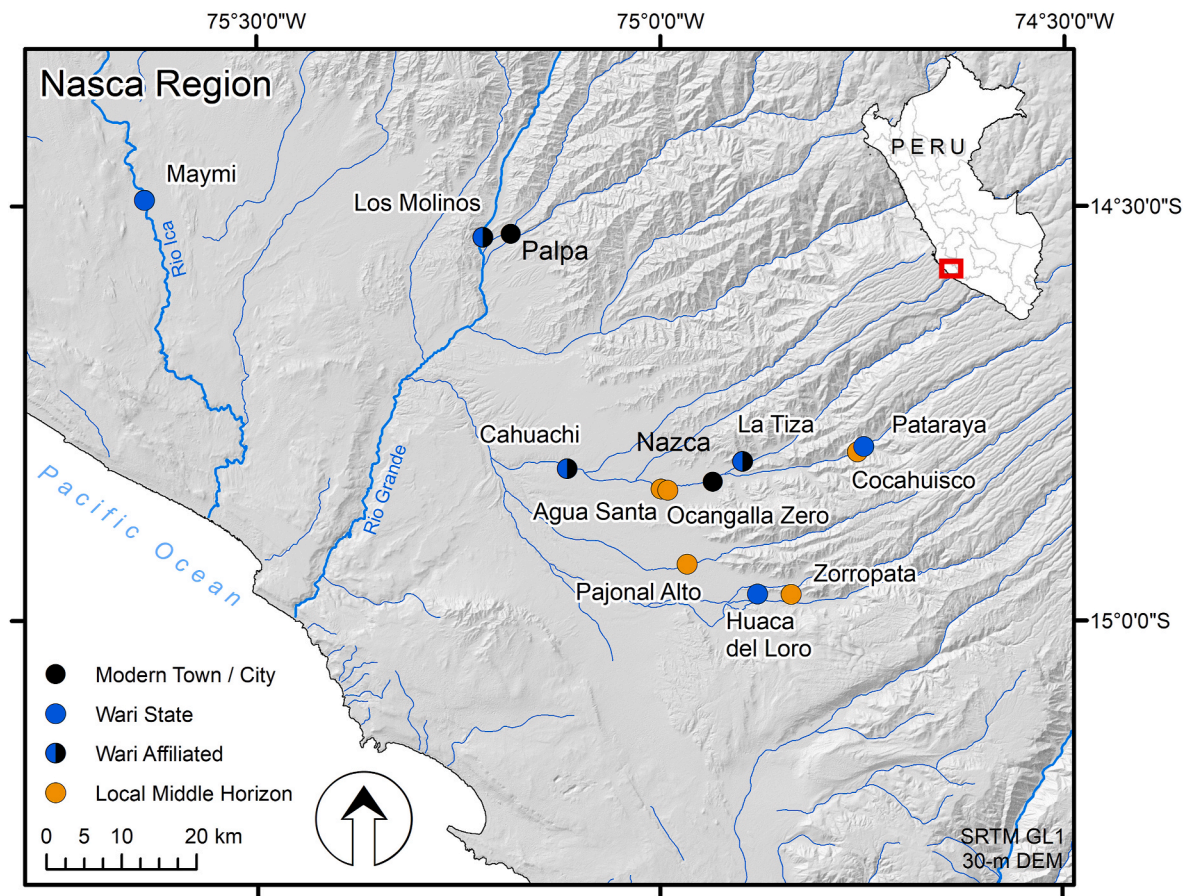 75°30'0"W
75°0'0"W
74°30'0"W
Nasca Region
PERU
Maymi
Los Molinos
14°30'0"S
Rio Ica
Palpa
La Tiza
Pataraya
Cahuachi
Nazca
Cocahuisco
Rio Grande
Agua Santa
Ocangalla Zero
Pacific Ocean
Zorropata
Pajonal Alto
Huaca
del Loro
15°0'0"S
Modern Town / City
Wari State
Wari Affiliated
Local Middle Horizon
0 5 10 20 km
SRTM GL1
30-m DEM